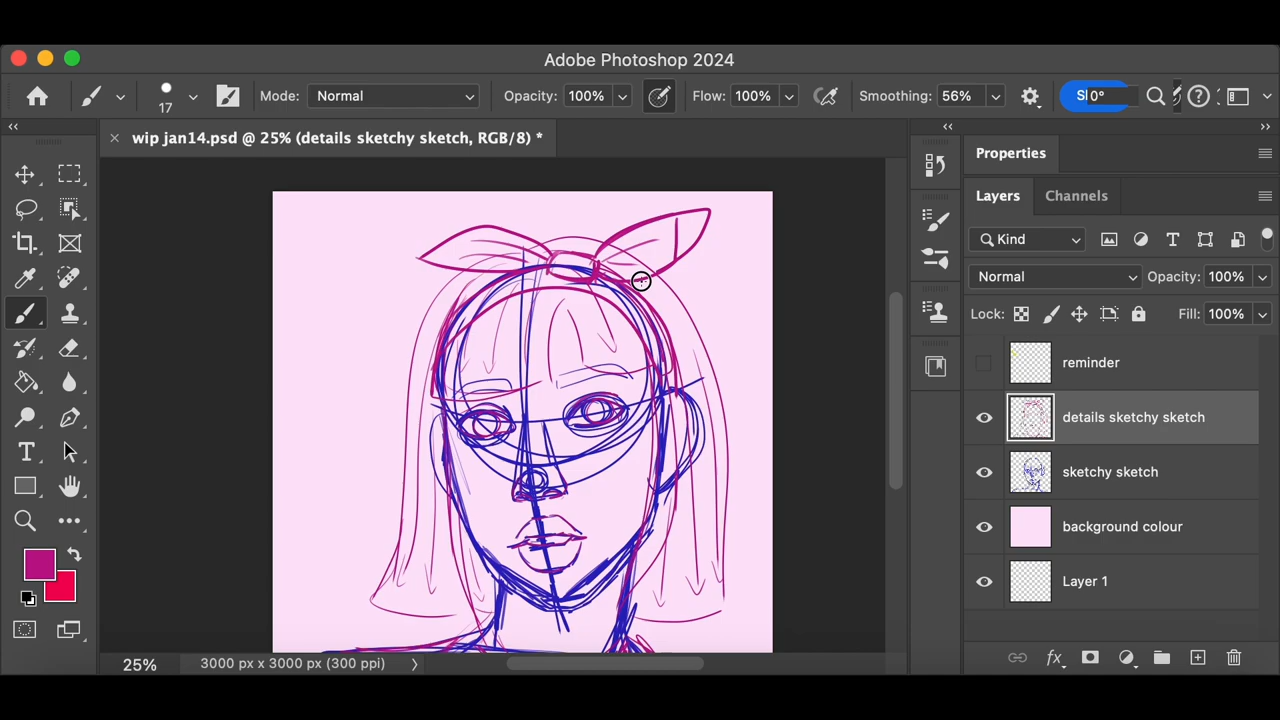 Adobe Photoshop 2024
17
Mode: Normal
Opacity: 100%
Flow: 100%
Smoothing: 56%
0°
wip jan14.psd @ 25% (details sketchy sketch, RGB/8) *
Properties
Layers Channels
Kind
Normal Opacity: 100%
Lock: Fill: 100%
reminder
details sketchy sketch
sketchy sketch
background colour
Layer 1
25% 3000 px x 3000 px (300 ppi)